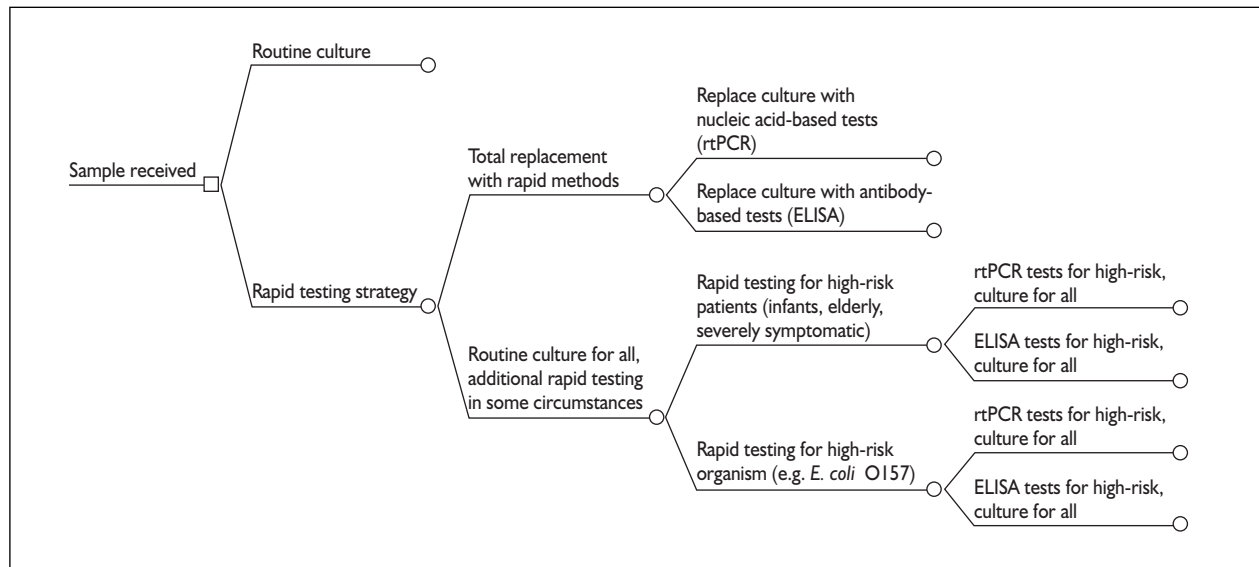 Routine culture
Sample received
Rapid testing strategy
Total replacement
with rapid methods
Routine culture for all,
additional rapid testing
in some circumstances
Replace culture with
nucleic acid-based tests
(rtPCR)
Replace culture with antibody-
based tests (ELISA)
Rapid testing for high-risk
patients (infants, elderly,
severely symptomatic)
Rapid testing for high-risk
organism (e.g. E. coli O157)
rtPCR tests for high-risk,
culture for all
ELISA tests for high-risk,
culture for all
rtPCR tests for high-risk,
culture for all
ELISA tests for high-risk,
culture for all